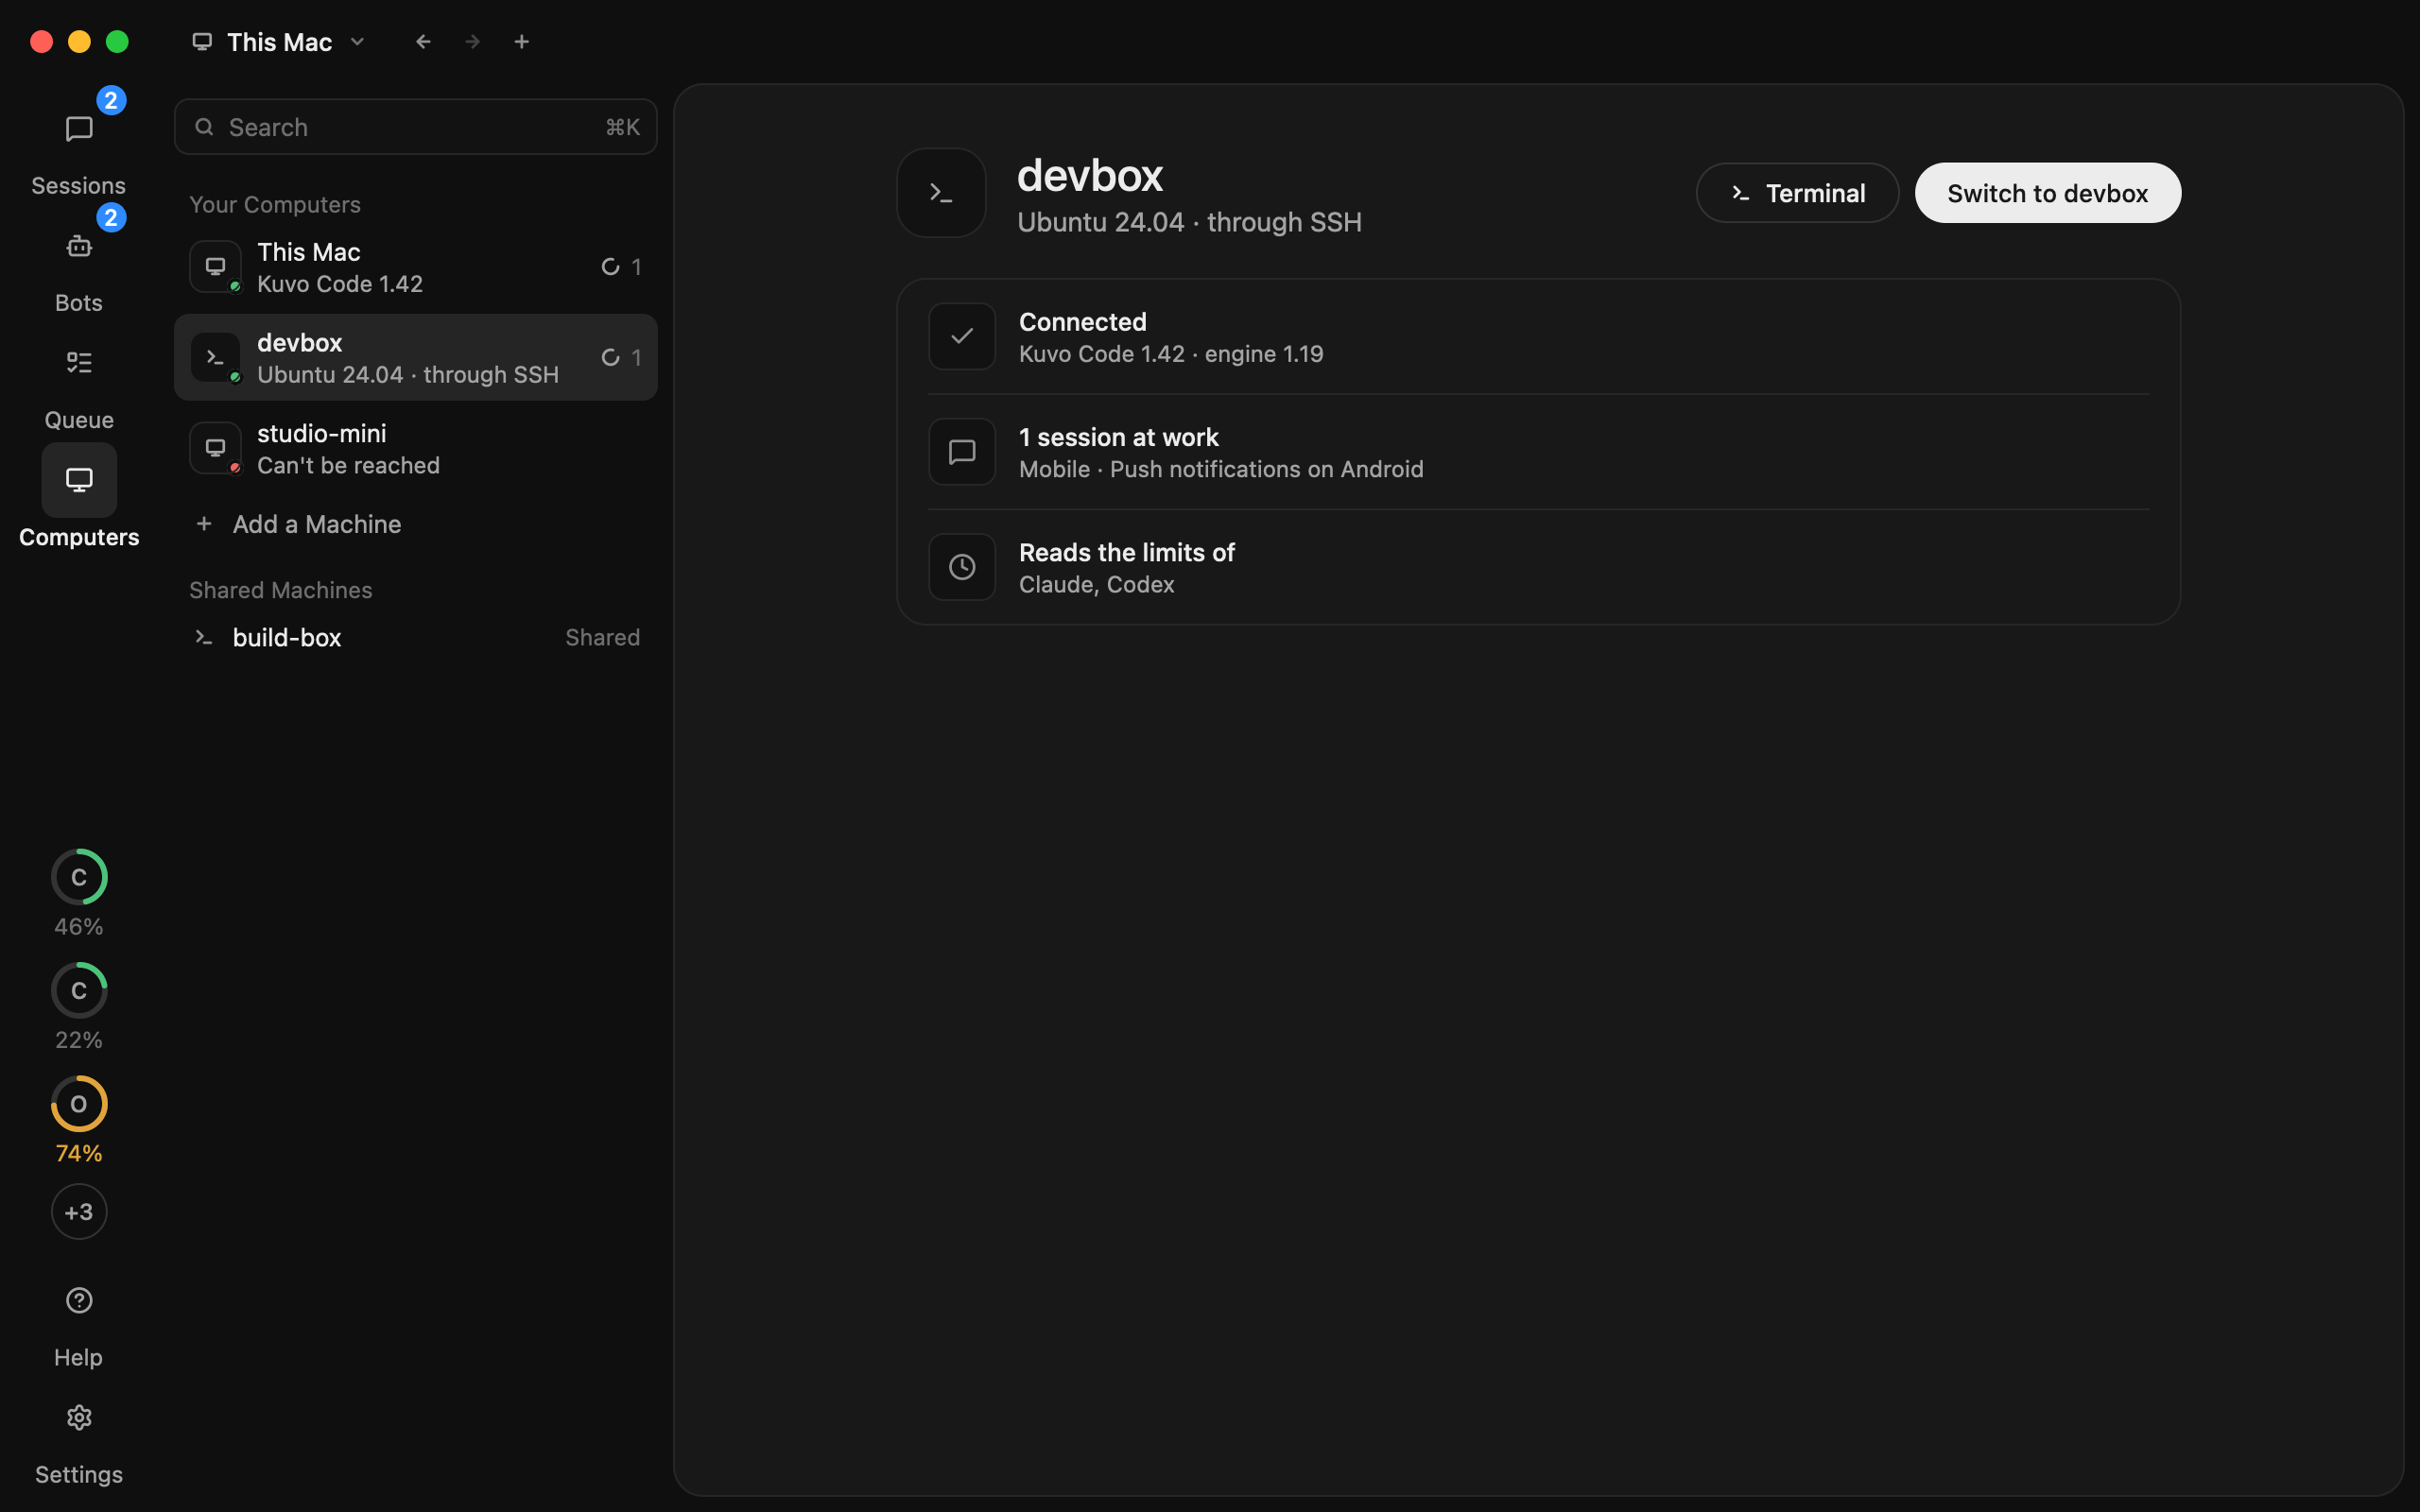 This Mac
2
Sessions
2
Bots
Queue
Computers
C
46%
C
22%
O
74%
+3
Help
Settings
Search
⌘K
Your Computers
This Mac
Kuvo Code 1.42
1
devbox
Ubuntu 24.04 · through SSH
1
studio-mini
Can't be reached
Add a Machine
Shared Machines
build-box
Shared
devbox
Ubuntu 24.04 · through SSH
Terminal
Switch to devbox
Connected
Kuvo Code 1.42 · engine 1.19
1 session at work
Mobile · Push notifications on Android
Reads the limits of
Claude, Codex